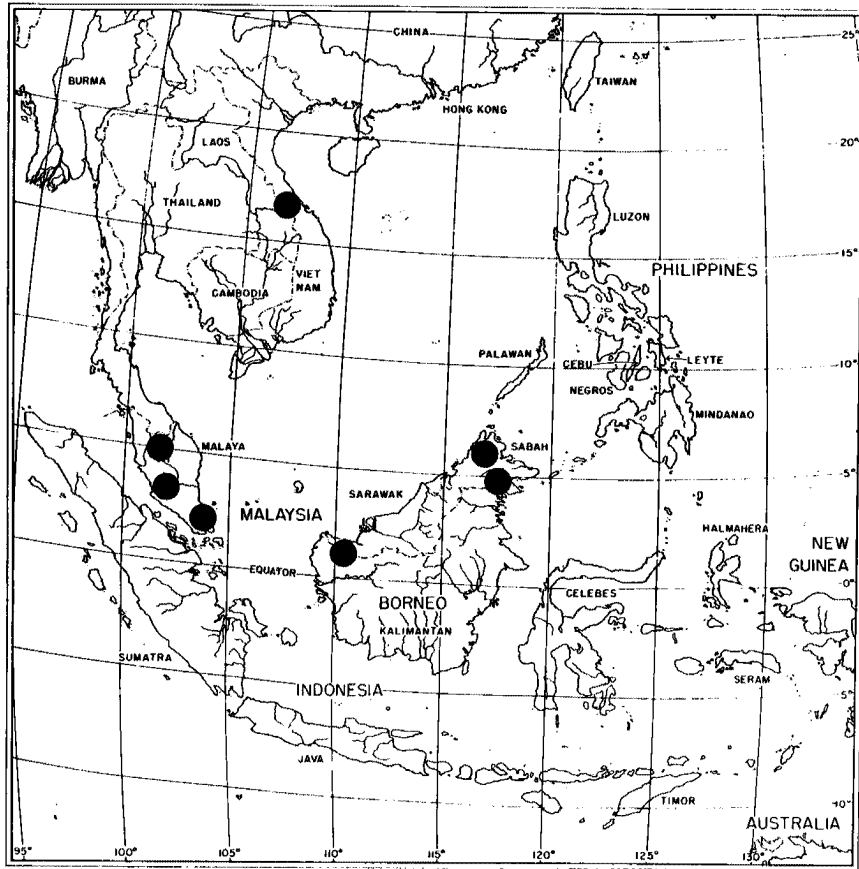 CHINA
25°
BURMA
TAIWAN
HONG KONG
LAOS
20°
THAILAND
LUZON
15°
VIET
NAM
PHILIPPINES
CAMBODIA
PALAWAN
CEBU
LEYTE
10°
NEGROS
MINDANAO
MALAYA
SABAH
5°
SARAWAK
MALAYSIA
HALMAHERA
NEW
GUINEA
EQUATOR
0°
BORNEO
CELEBES
KALIMANTAN
SUMATRA
SERAM
INDONESIA
5°
JAVA
TIMOR
10°
AUSTRALIA
95° 100° 105° 110° 115° 120° 125° 130°